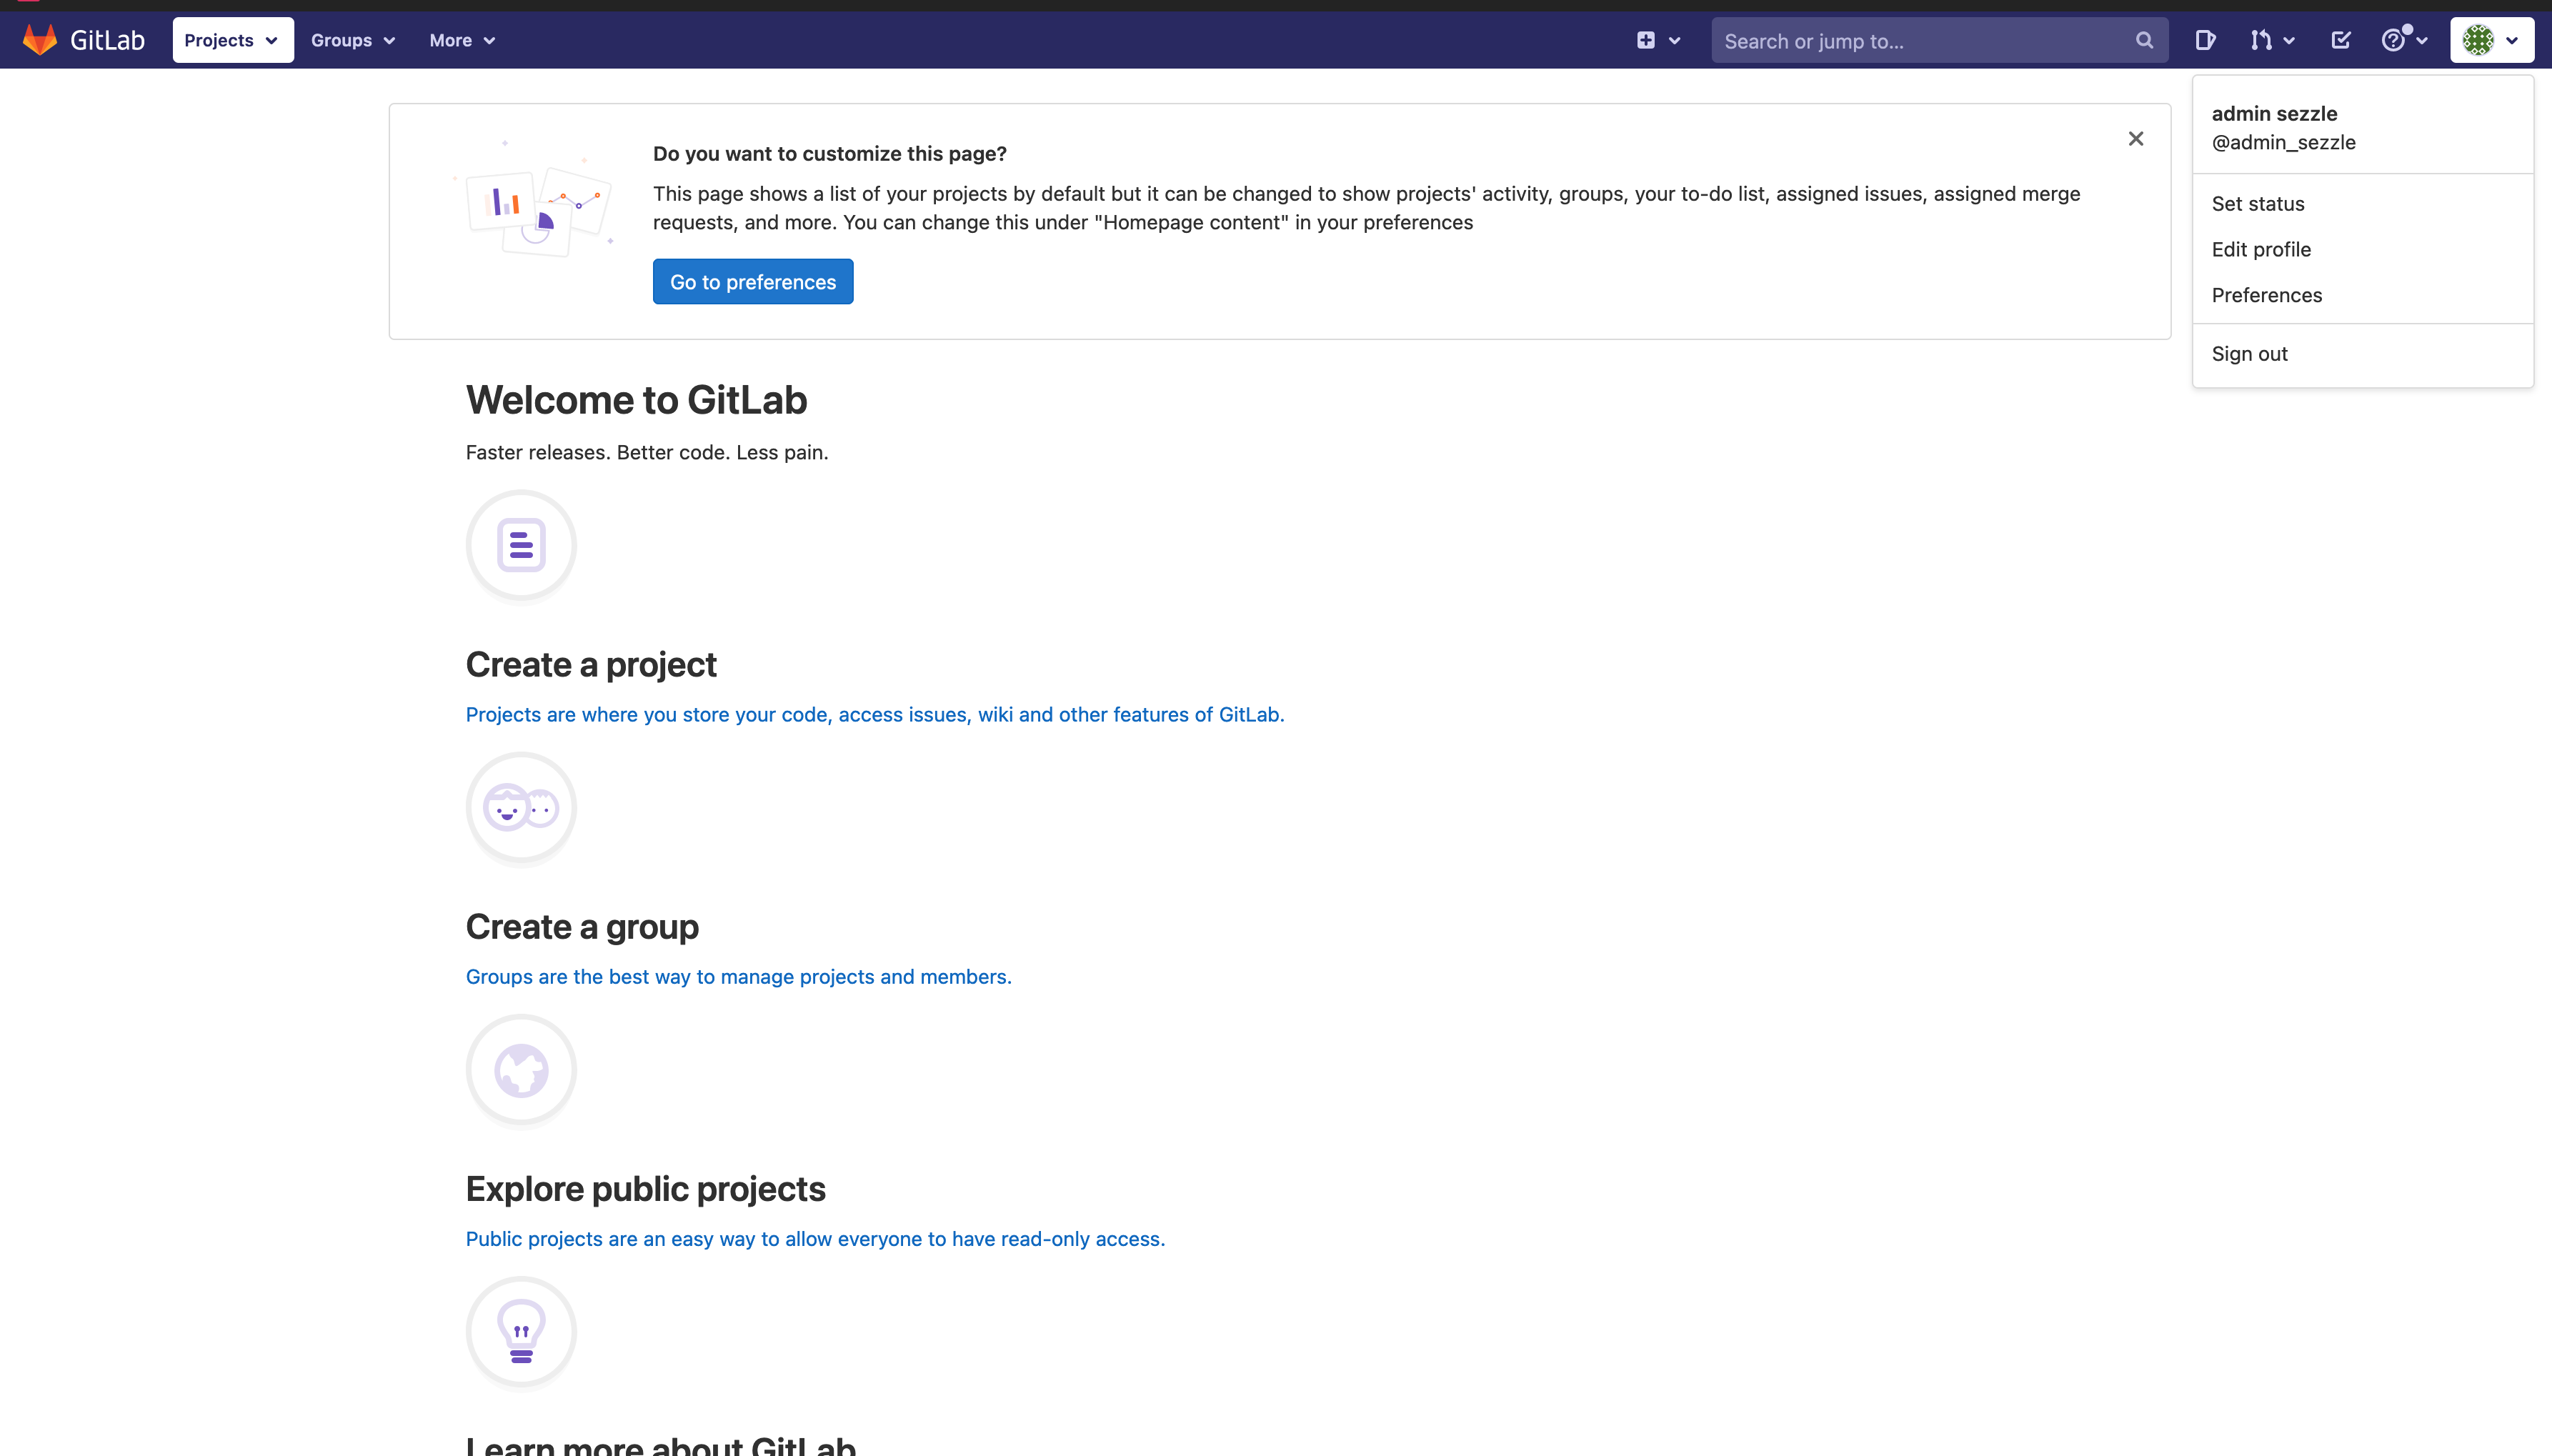 GitLab
Projects
Groups
More
Search or jump to...
admin sezzle
@admin_sezzle
Set status
Edit profile
Preferences
Sign out
Do you want to customize this page?
This page shows a list of your projects by default but it can be changed to show projects' activity, groups, your to-do list, assigned issues, assigned merge
requests, and more. You can change this under "Homepage content" in your preferences
Go to preferences
Welcome to GitLab
Faster releases. Better code. Less pain.
Create a project
Projects are where you store your code, access issues, wiki and other features of GitLab.
Create a group
Groups are the best way to manage projects and members.
Explore public projects
Public projects are an easy way to allow everyone to have read-only access.
Learn more about GitLab